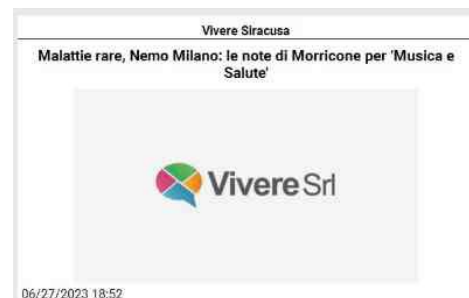 Vivere Siracusa
Malattie rare, Nemo Milano: le note di Morricone per 'Musica e
Salute'
Vivere Srl
06/27/2023 18:52